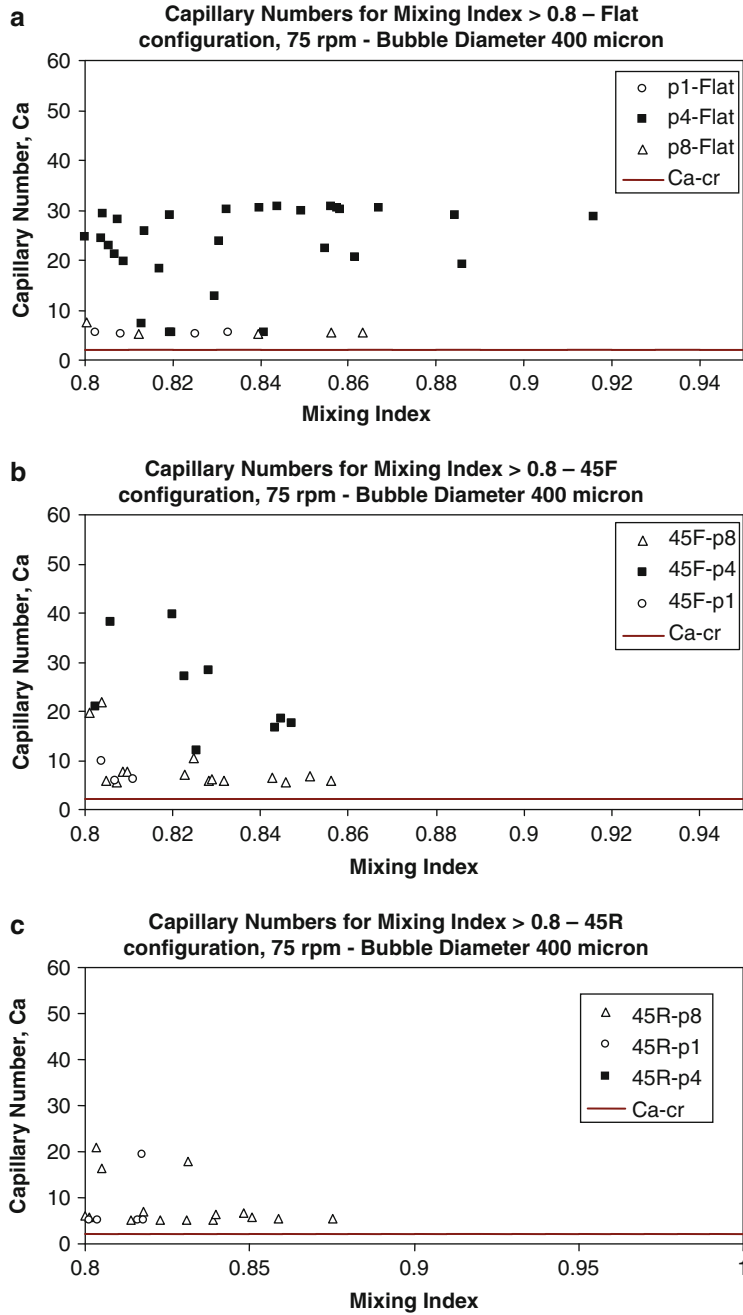 a
Capillary Numbers for Mixing Index > 0.8 – Flat
configuration, 75 rpm - Bubble Diameter 400 micron
Capillary Number, Ca
60
50
40
30
20
10
0
p1-Flat
p4-Flat
p8-Flat
Ca-cr
0.8 0.82 0.84 0.86 0.88 0.9 0.92 0.94
Mixing Index
b
Capillary Numbers for Mixing Index > 0.8 – 45F
configuration, 75 rpm - Bubble Diameter 400 micron
Capillary Number, Ca
60
50
40
30
20
10
0
45F-p8
45F-p4
45F-p1
Ca-cr
0.8 0.82 0.84 0.86 0.88 0.9 0.92 0.94
Mixing Index
c
Capillary Numbers for Mixing Index > 0.8 – 45R
configuration, 75 rpm - Bubble Diameter 400 micron
Capillary Number, Ca
60
50
40
30
20
10
0
45R-p8
45R-p1
45R-p4
Ca-cr
0.8 0.85 0.9 0.95 1
Mixing Index